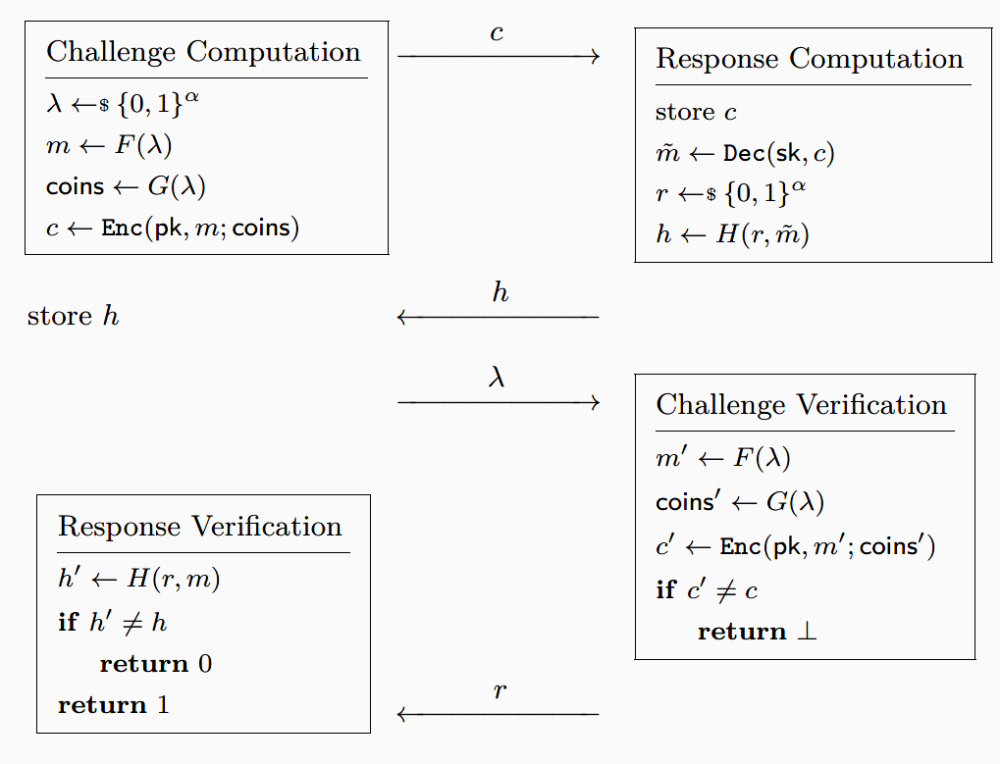 Challenge Computation
λ ←$ {0, 1}^α
m ← F(λ)
coins ← G(λ)
c ← Enc(pk, m; coins)
c
Response Computation
store c
m̃ ← Dec(sk, c)
r ←$ {0, 1}^α
h ← H(r, m̃)
store h
h
λ
Challenge Verification
m′ ← F(λ)
coins′ ← G(λ)
c′ ← Enc(pk, m′; coins′)
if c′ ≠ c
return ⊥
Response Verification
h′ ← H(r, m)
if h′ ≠ h
return 0
return 1
r